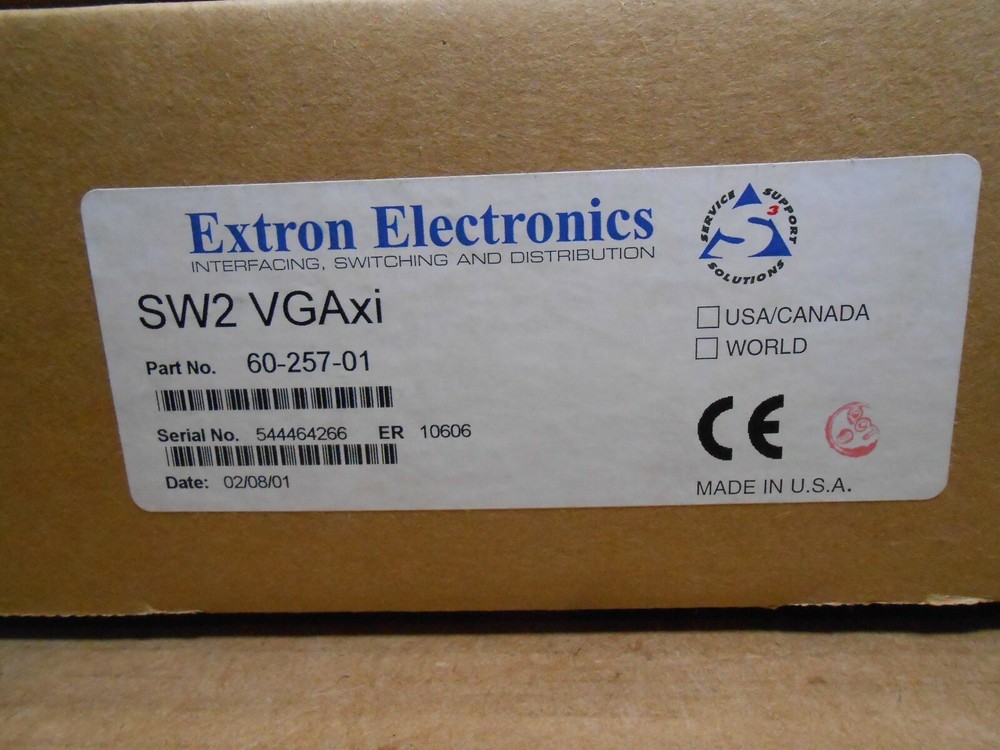 Extron Electronics
INTERFACING, SWITCHING AND DISTRIBUTION
SERVICE SUPPORT SOLUTIONS
S3
SW2 VGAxi
USA/CANADA
WORLD
Part No. 60-257-01
Serial No. 544464266 ER 10606
Date: 02/08/01
CE
MADE IN U.S.A.